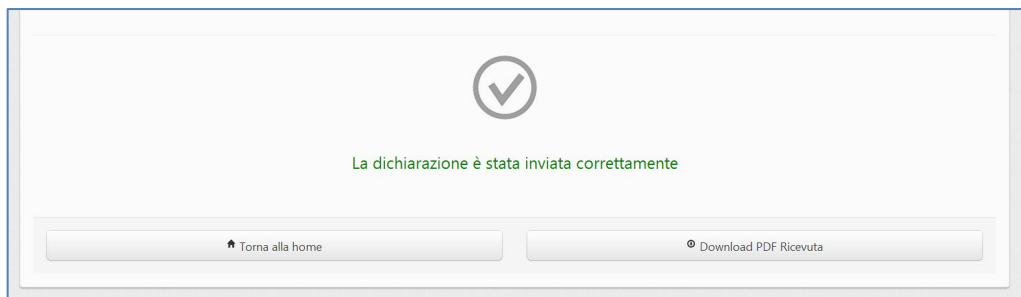 La dichiarazione è stata inviata correttamente
Torna alla home
Download PDF Ricevuta